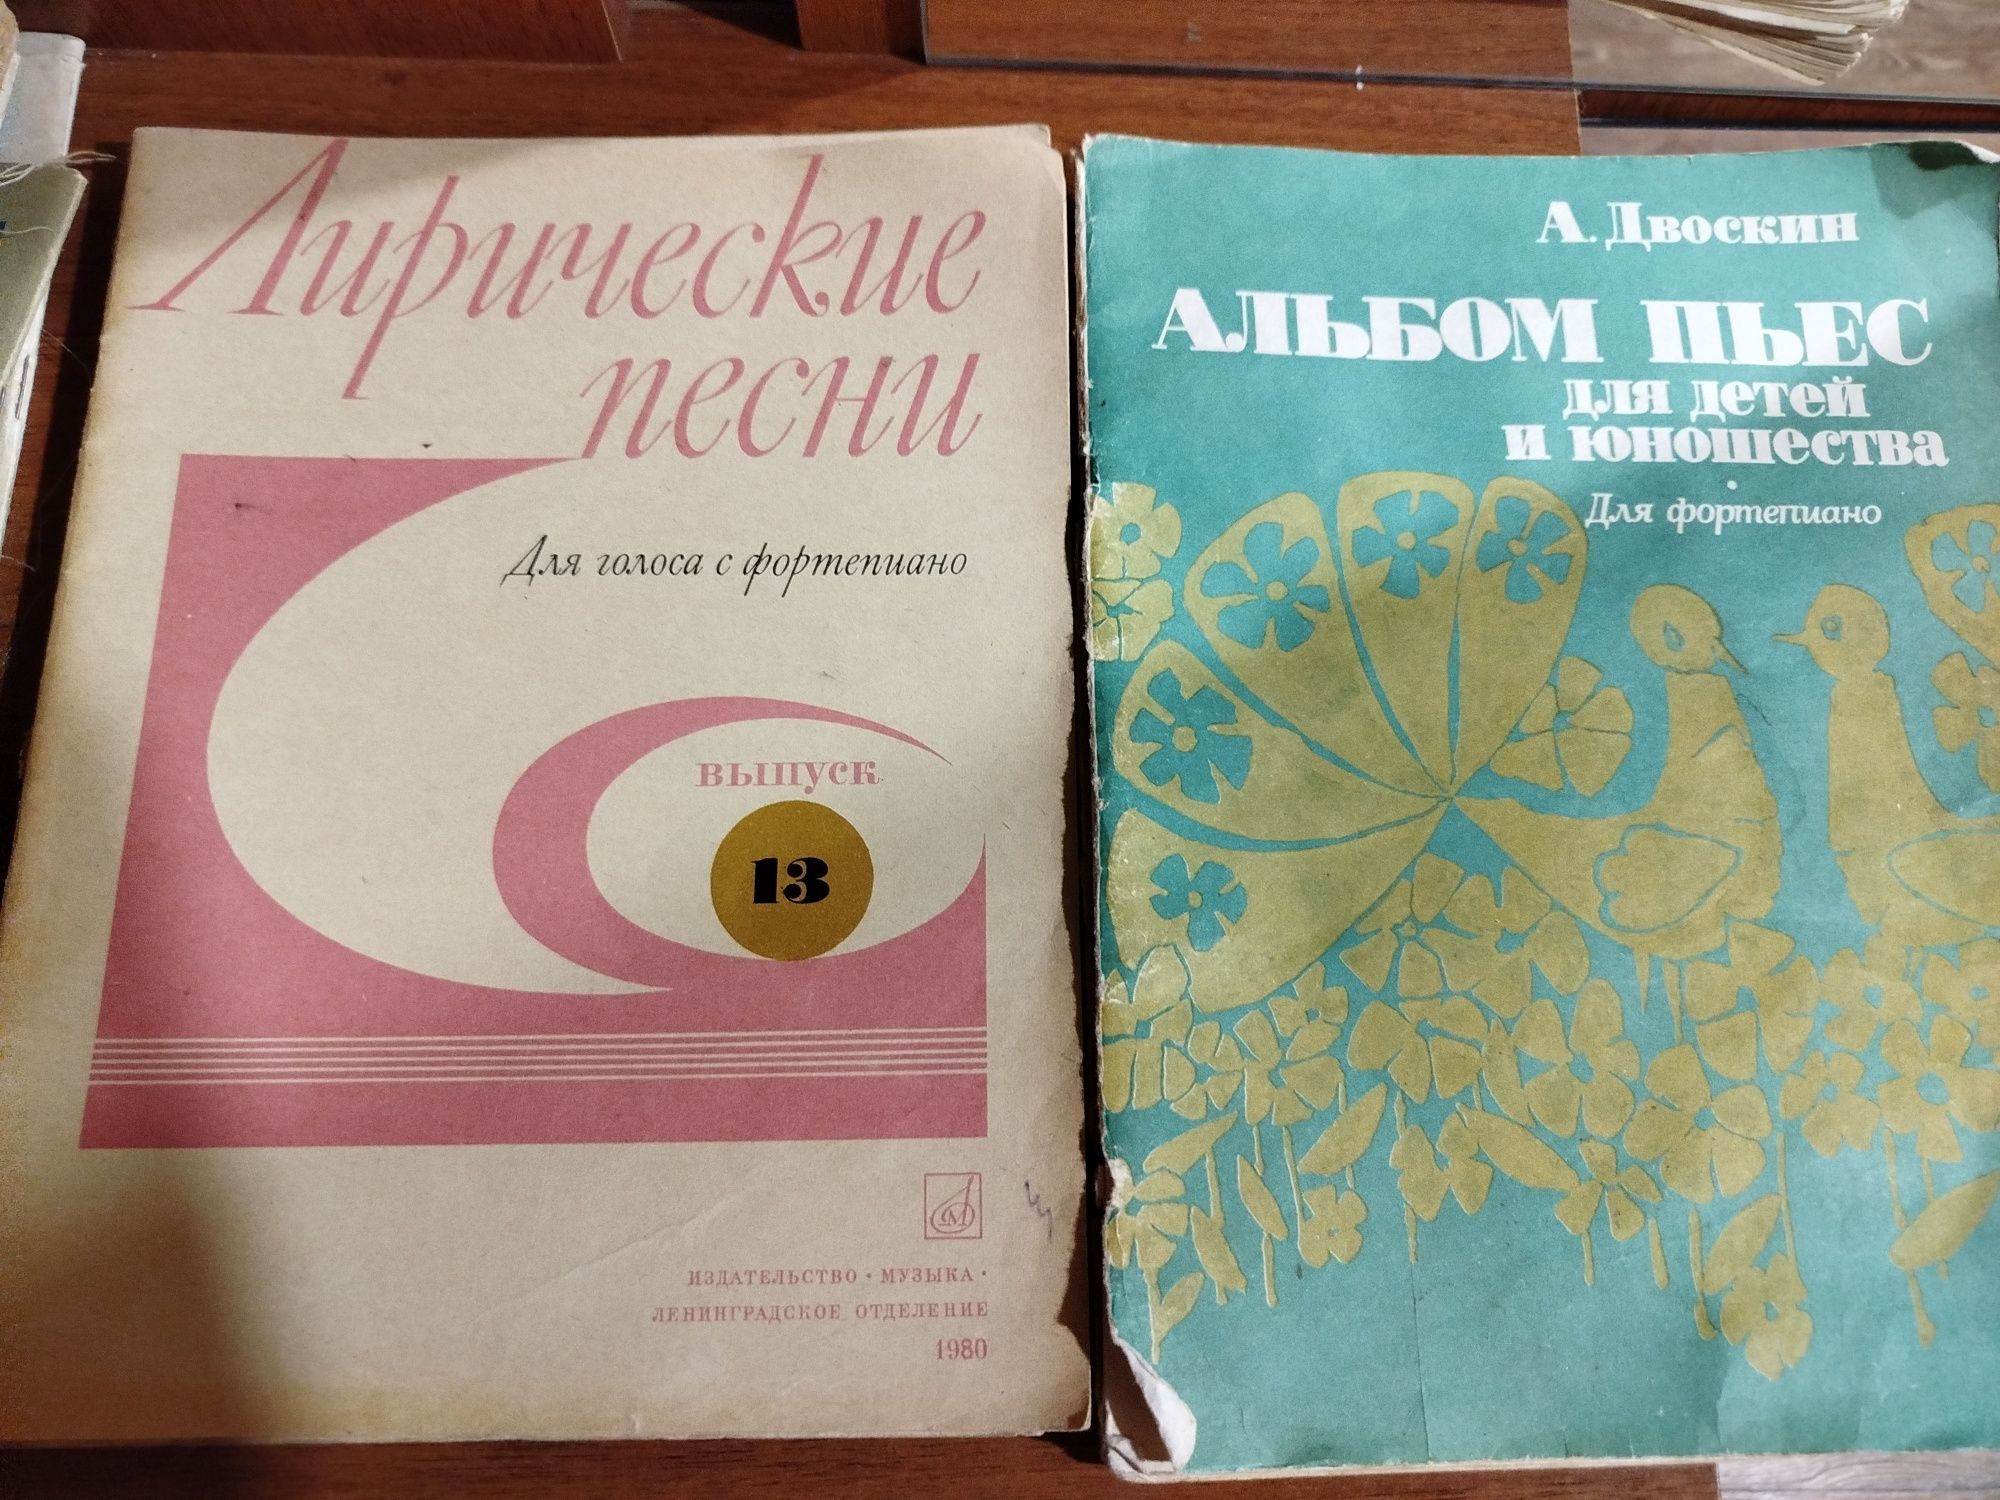 Лирические
песни
Для голоса с фортепиано
выпуск
13
ИЗДАТЕЛЬСТВО · МУЗЫКА ·
ЛЕНИНГРАДСКОЕ ОТДЕЛЕНИЕ
1980
А. Двоскин
АЛЬБОМ ПЬЕС
для детей
и юношества
Для фортепиано